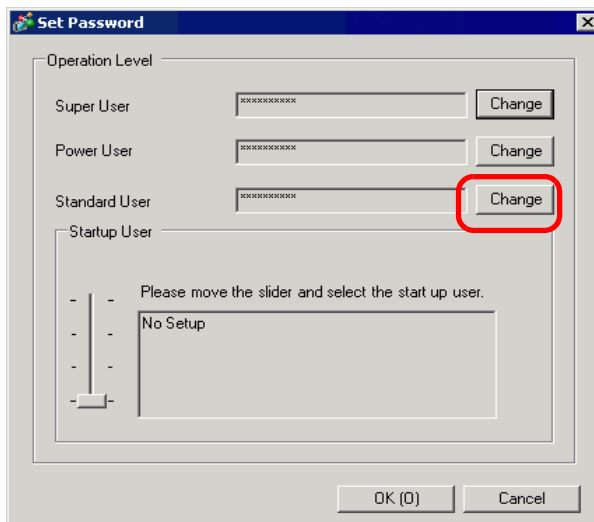 Set Password
Operation Level
Super User ×××××××××× Change
Power User ×××××××××× Change
Standard User ×××××××××× Change
Startup User
Please move the slider and select the start up user.
No Setup
OK (O) Cancel